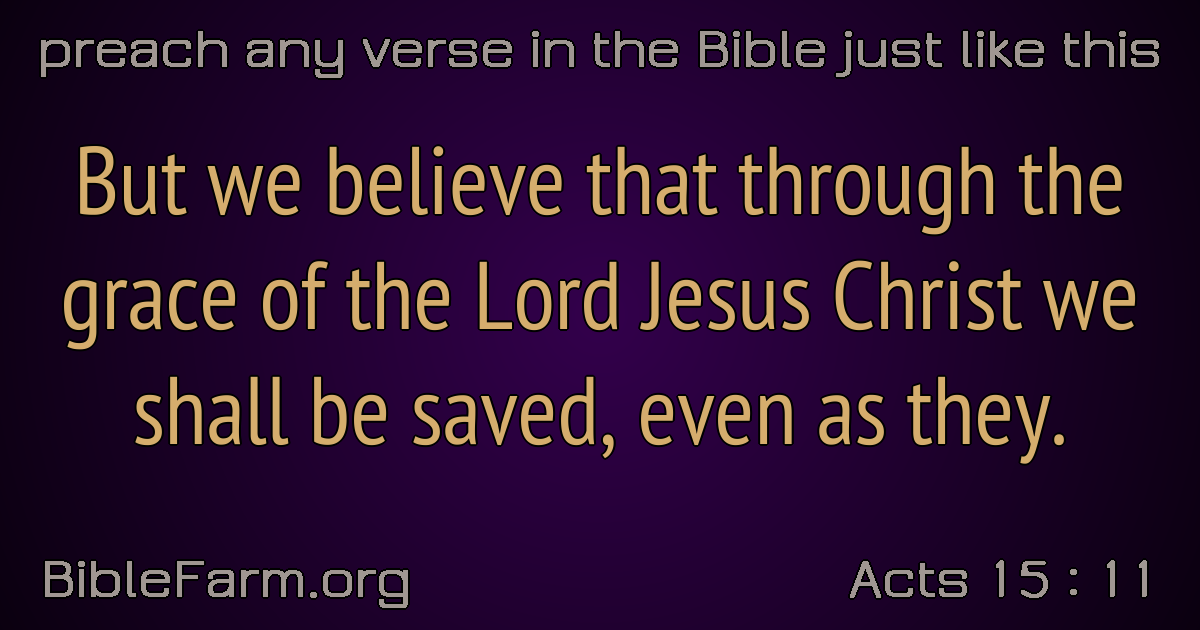 preach any verse in the Bible just like this
But we believe that through the
grace of the Lord Jesus Christ we
shall be saved, even as they.
BibleFarm.org
Acts 15 : 11